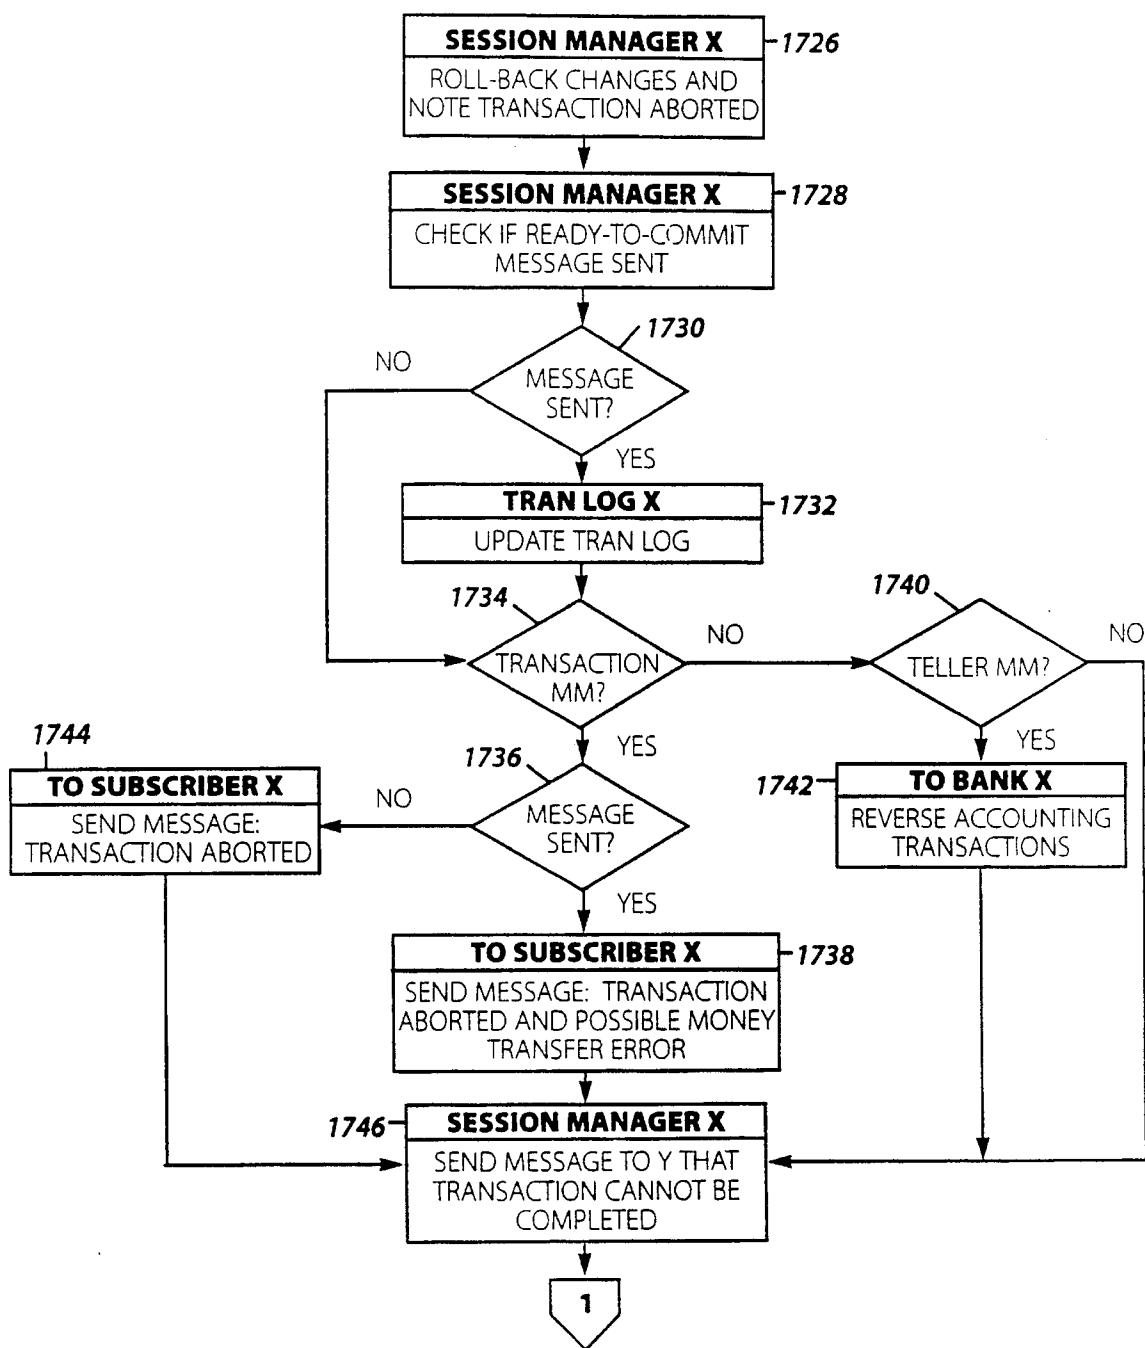 SESSION MANAGER X
1726
ROLL-BACK CHANGES AND
NOTE TRANSACTION ABORTED
SESSION MANAGER X
1728
CHECK IF READY-TO-COMMIT
MESSAGE SENT
1730
NO
MESSAGE
SENT?
YES
TRAN LOG X
1732
UPDATE TRAN LOG
1734
1740
NO
NO
TRANSACTION
MM?
TELLER MM?
1744
1736
YES
YES
TO SUBSCRIBER X
SEND MESSAGE:
TRANSACTION ABORTED
NO
MESSAGE
SENT?
1742
TO BANK X
REVERSE ACCOUNTING
TRANSACTIONS
YES
TO SUBSCRIBER X
1738
SEND MESSAGE: TRANSACTION
ABORTED AND POSSIBLE MONEY
TRANSFER ERROR
1746
SESSION MANAGER X
SEND MESSAGE TO Y THAT
TRANSACTION CANNOT BE
COMPLETED
1